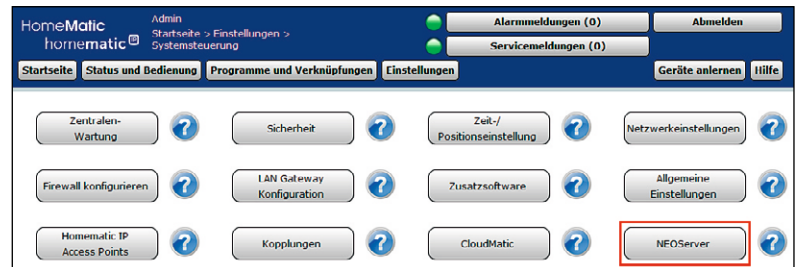 HomeMatic
homematic IP
Admin
Startseite > Einstellungen >
Systemsteuerung
Alarmmeldungen (0)
Abmelden
Servicemeldungen (0)
Startseite Status und Bedienung Programme und Verknüpfungen Einstellungen Geräte anlernen Hilfe
Zentralen-
Wartung
?
Sicherheit
?
Zeit-/
Positionseinstellung
?
Netzwerkeinstellungen
?
Firewall konfigurieren
?
LAN Gateway
Konfiguration
?
Zusatzsoftware
?
Allgemeine
Einstellungen
?
Homematic IP
Access Points
?
Kopplungen
?
CloudMatic
?
NEOServer
?